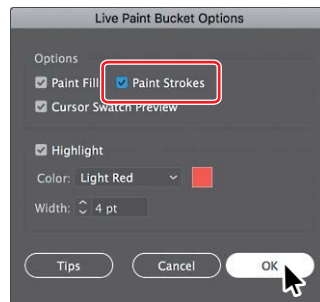 Live Paint Bucket Options
Options
Paint Fill Paint Strokes
Cursor Swatch Preview
Highlight
Color: Light Red
Width: 4 pt
Tips Cancel OK